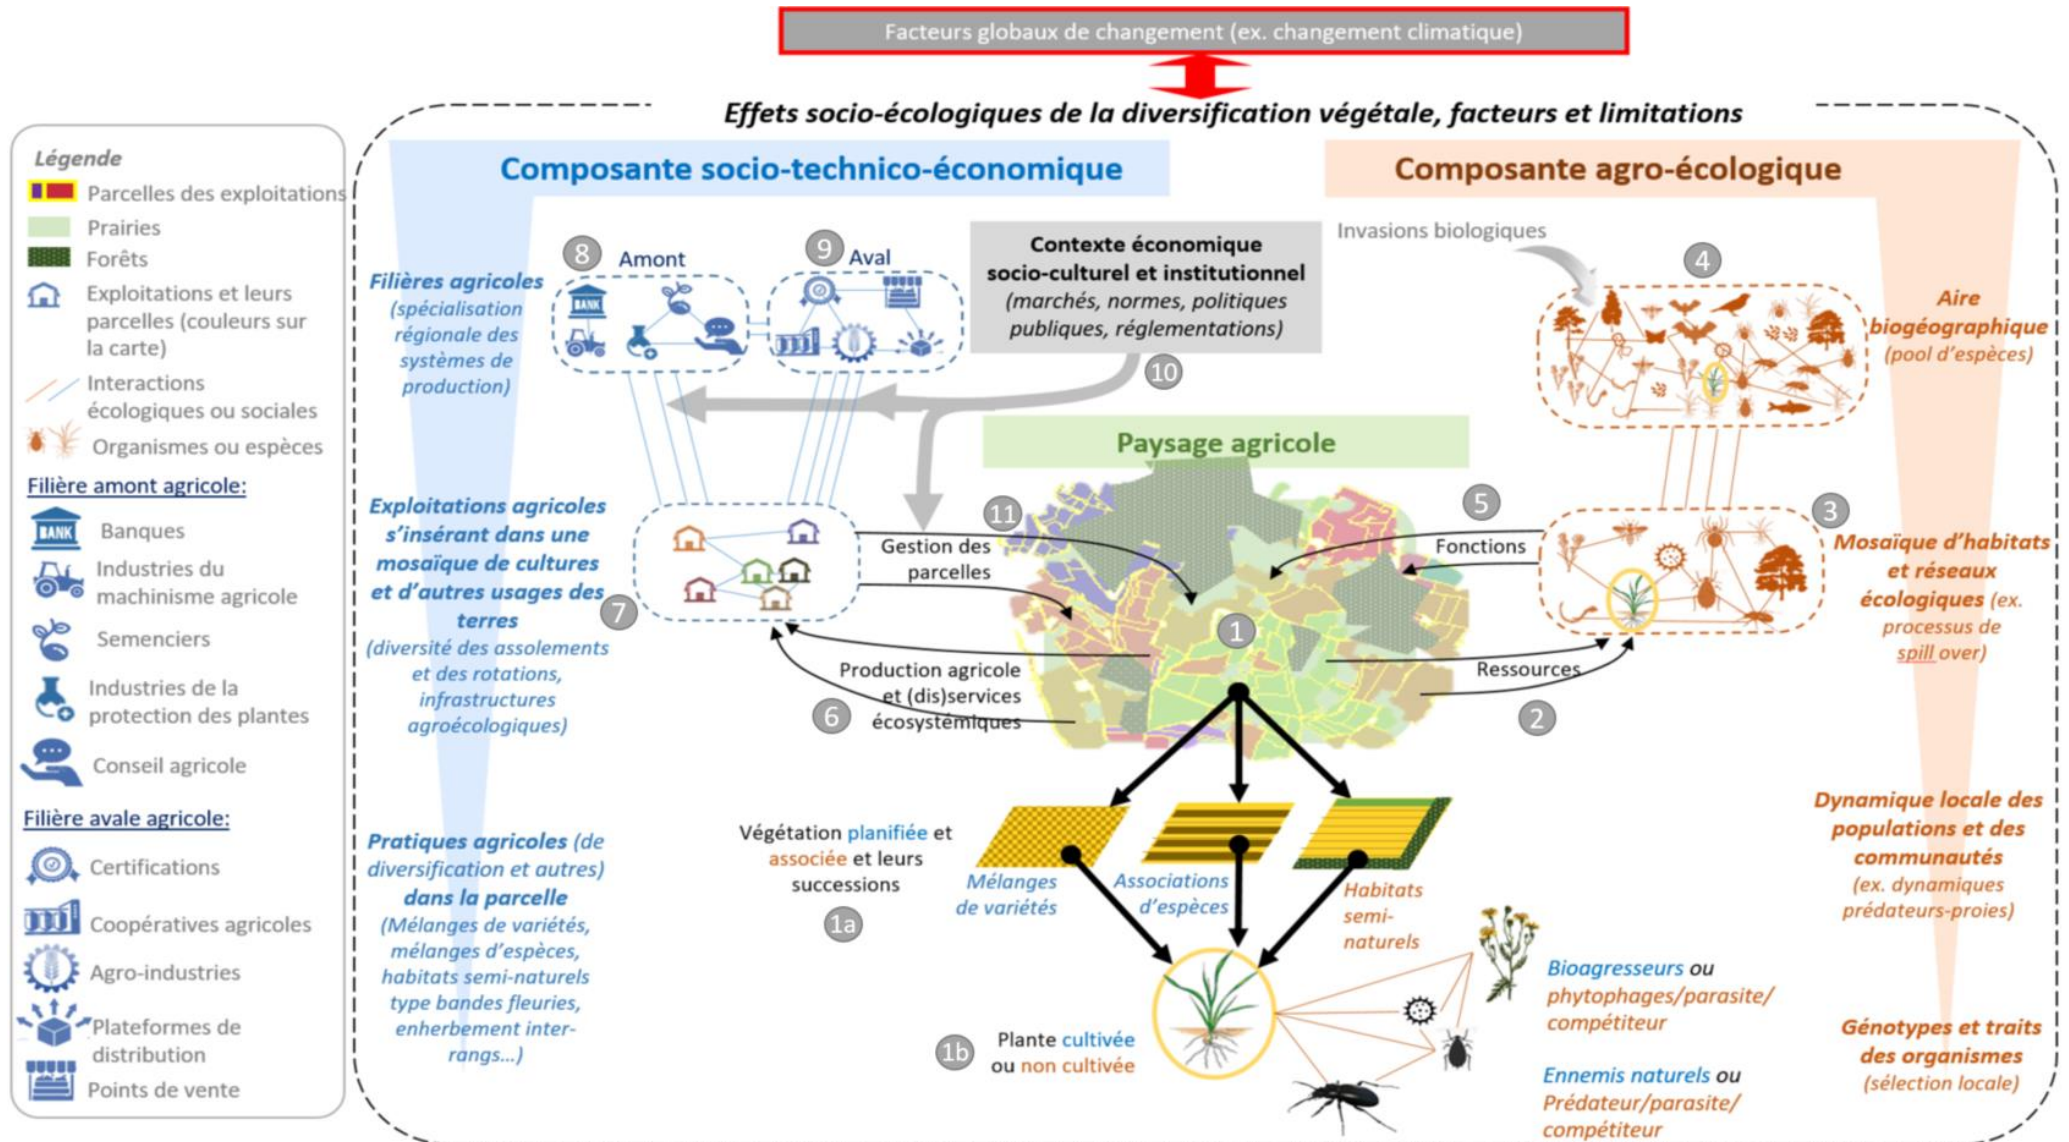 Facteurs globaux de changement (ex. changement climatique)
Effets socio-écologiques de la diversification végétale, facteurs et limitations
Légende
Parcelles des exploitations
Prairies
Forêts
Exploitations et leurs
parcelles (couleurs sur
la carte)
Interactions
écologiques ou sociales
Organismes ou espèces
Filière amont agricole:
BANK
Banques
Industries du
machinisme agricole
Semenciers
Industries de la
protection des plantes
Conseil agricole
Filière avale agricole:
Certifications
Coopératives agricoles
Agro-industries
Plateformes de
distribution
Points de vente
Composante socio-technico-économique
Filières agricoles
(spécialisation
régionale des
systèmes de
production)
8
Amont
BANK
9
Aval
Contexte économique
socio-culturel et institutionnel
(marchés, normes, politiques
publiques, réglementations)
10
Exploitations agricoles
s'insérant dans une
mosaïque de cultures
et d'autres usages des
terres
(diversité des assolements
et des rotations,
infrastructures
agroécologiques)
7
Pratiques agricoles (de
diversification et autres)
dans la parcelle
(Mélanges de variétés,
mélanges d'espèces,
habitats semi-naturels
type bandes fleuries,
enherbement inter-
rangs...)
Paysage agricole
11
Gestion des
parcelles
5
Fonctions
1
Production agricole
et (dis)services
écosystémiques
6
Ressources
2
Végétation planifiée et
associée et leurs
successions
1a
Mélanges
de variétés
Associations
d'espèces
Habitats
semi-
naturels
1b
Plante cultivée
ou non cultivée
Bioagresseurs ou
phytophages/parasite/
compétiteur
Ennemis naturels ou
Prédateur/parasite/
compétiteur
Composante agro-écologique
Invasions biologiques
4
Aire
biogéographique
(pool d'espèces)
3
Mosaïque d'habitats
et réseaux
écologiques (ex.
processus de
spill over)
Dynamique locale des
populations et des
communautés
(ex. dynamiques
prédateurs-proies)
Génotypes et traits
des organismes
(sélection locale)